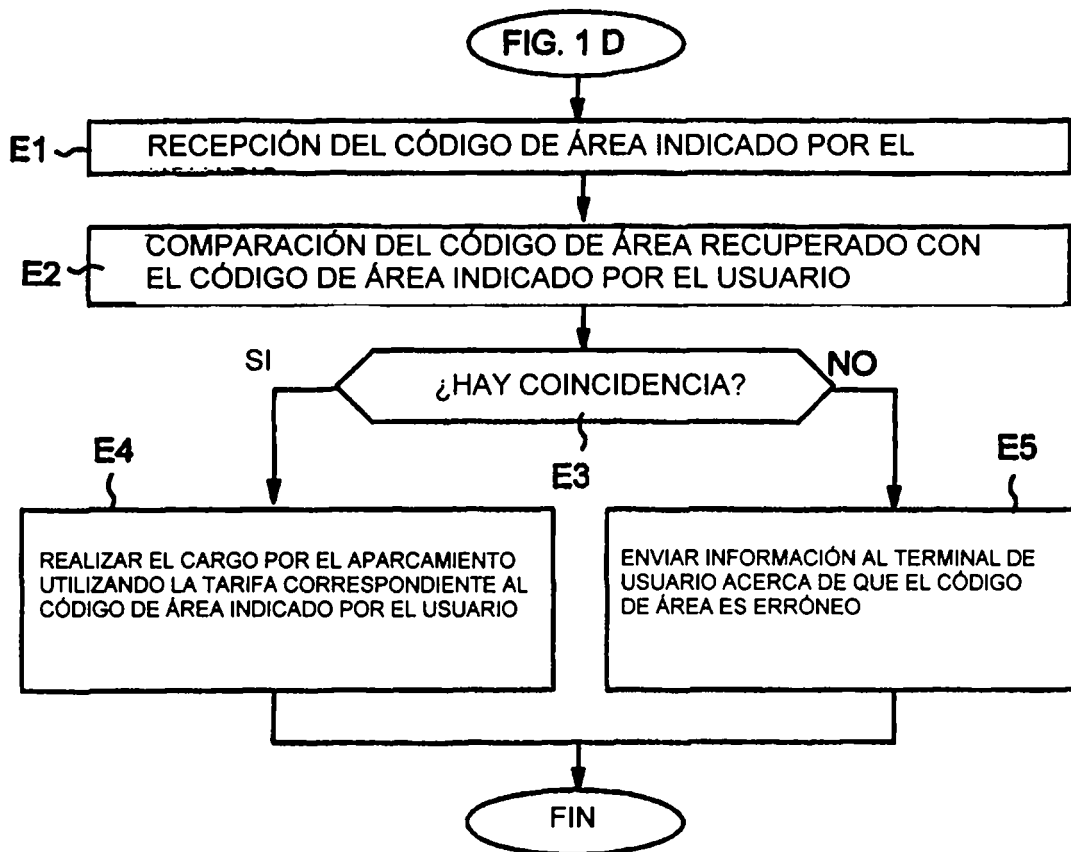 FIG. 1 D
E1
RECEPCIÓN DEL CÓDIGO DE ÁREA INDICADO POR EL
E2
COMPARACIÓN DEL CÓDIGO DE ÁREA RECUPERADO CON
EL CÓDIGO DE ÁREA INDICADO POR EL USUARIO
SI
¿HAY COINCIDENCIA?
NO
E3
E4
E5
REALIZAR EL CARGO POR EL APARCAMIENTO
UTILIZANDO LA TARIFA CORRESPONDIENTE AL
CÓDIGO DE ÁREA INDICADO POR EL USUARIO
ENVIAR INFORMACIÓN AL TERMINAL DE
USUARIO ACERCA DE QUE EL CÓDIGO
DE ÁREA ES ERRÓNEO
FIN